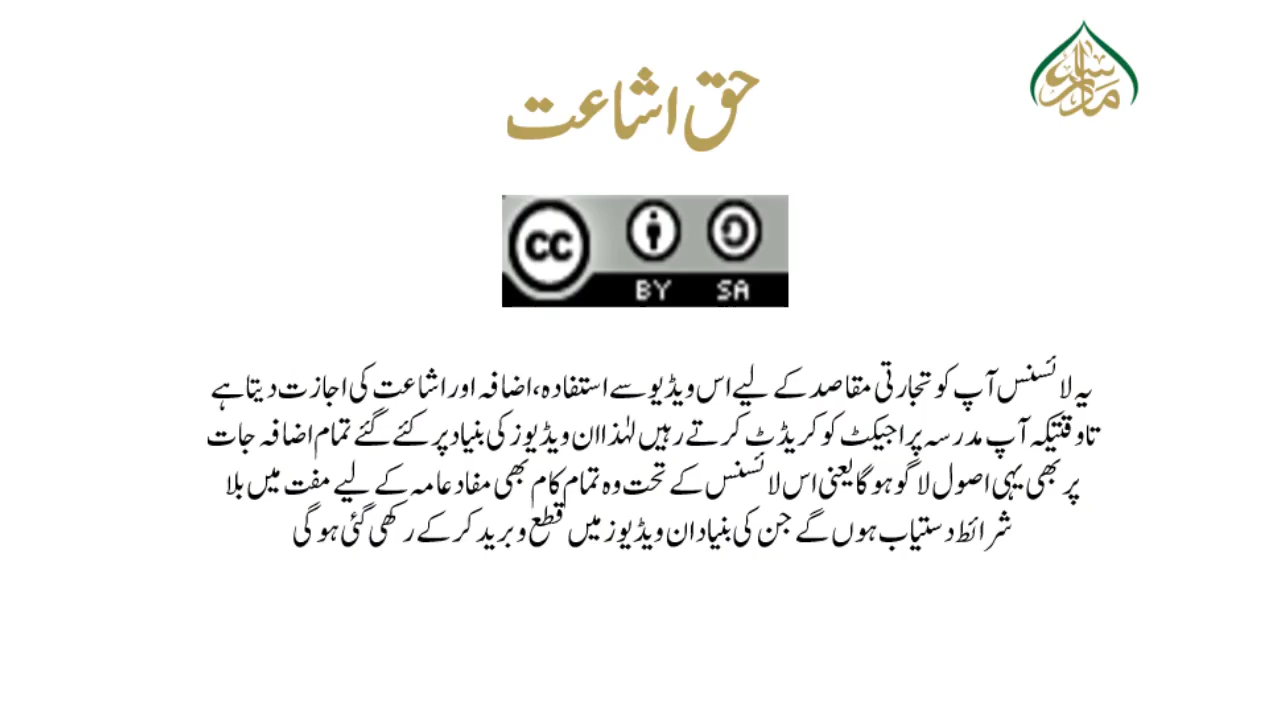 حق اشاعت
مدرسہ
cc
BY SA
یہ لائسنس آپ کو تجارتی مقاصد کے لیے اس ویڈیو سے استفادہ، اضافہ اور اشاعت کی اجازت دیتا ہے
تاوقتیکہ آپ مدرسہ پراجیکٹ کو کریڈٹ کرتے رہیں لہٰذا ان ویڈیوز کی بنیاد پر کئے گئے تمام اضافہ جات
پر بھی یہی اصول لاگو ہوگا یعنی اس لائسنس کے تحت وہ تمام کام بھی مفاد عامہ کے لیے مفت میں بلا
شرائط دستیاب ہوں گے جن کی بنیاد ان ویڈیوز میں قطع و برید کر کے رکھی گئی ہو گی